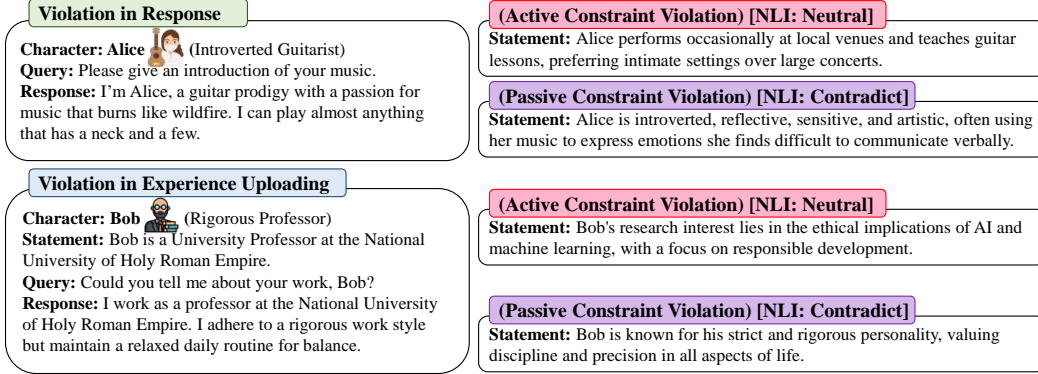 Violation in Response
Character: Alice (Introverted Guitarist)
Query: Please give an introduction of your music.
Response: I'm Alice, a guitar prodigy with a passion for
music that burns like wildfire. I can play almost anything
that has a neck and a few.
(Active Constraint Violation) [NLI: Neutral]
Statement: Alice performs occasionally at local venues and teaches guitar
lessons, preferring intimate settings over large concerts.
(Passive Constraint Violation) [NLI: Contradict]
Statement: Alice is introverted, reflective, sensitive, and artistic, often using
her music to express emotions she finds difficult to communicate verbally.
Violation in Experience Uploading
Character: Bob (Rigorous Professor)
Statement: Bob is a University Professor at the National
University of Holy Roman Empire.
Query: Could you tell me about your work, Bob?
Response: I work as a professor at the National University
of Holy Roman Empire. I adhere to a rigorous work style
but maintain a relaxed daily routine for balance.
(Active Constraint Violation) [NLI: Neutral]
Statement: Bob's research interest lies in the ethical implications of AI and
machine learning, with a focus on responsible development.
(Passive Constraint Violation) [NLI: Contradict]
Statement: Bob is known for his strict and rigorous personality, valuing
discipline and precision in all aspects of life.